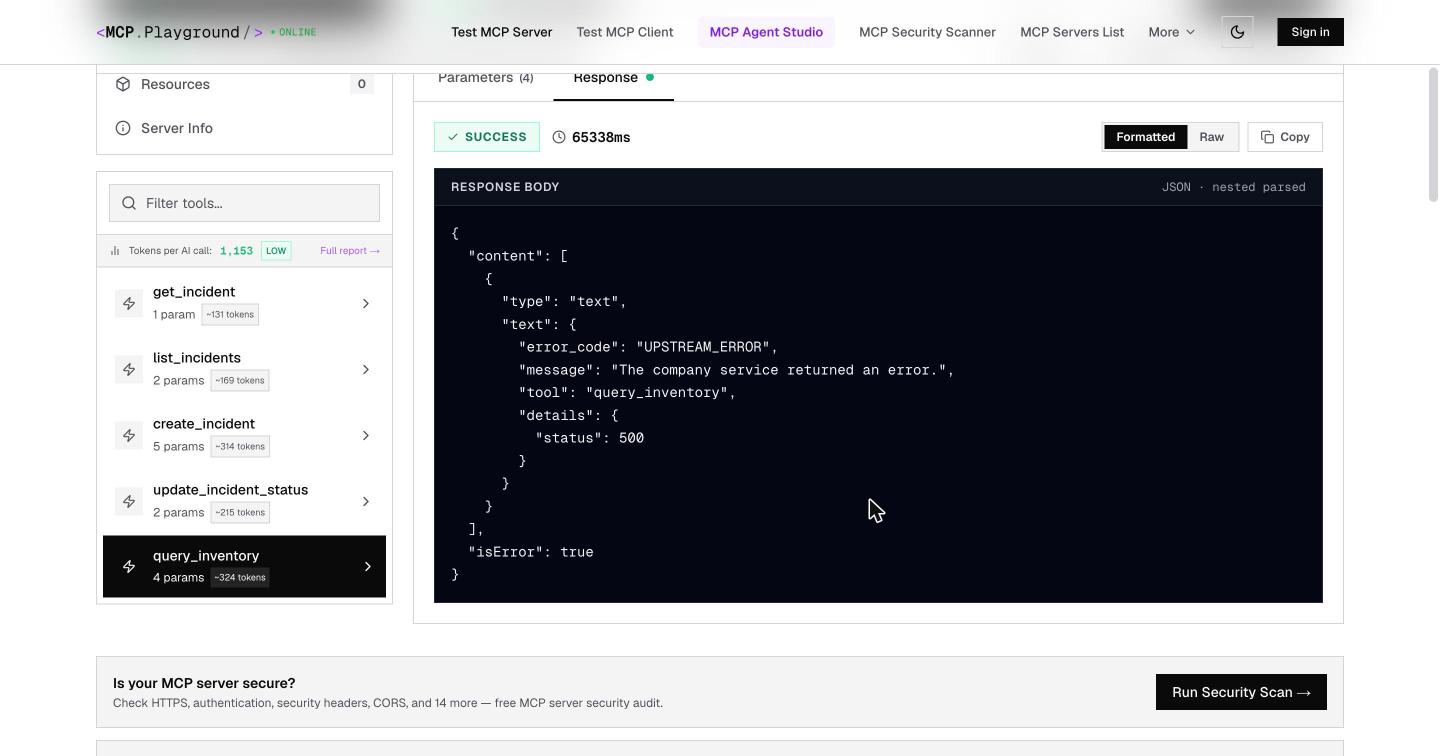 <MCP.Playground/> ONLINE
Test MCP Server
Test MCP Client
MCP Agent Studio
MCP Security Scanner
MCP Servers List
More
Sign in
Resources
0
Server Info
Filter tools...
Tokens per AI call: 1,153 LOW Full report →
get_incident
1 param ~131 tokens
list_incidents
2 params ~169 tokens
create_incident
5 params ~314 tokens
update_incident_status
2 params ~215 tokens
query_inventory
4 params ~324 tokens
Parameters (4)
Response
SUCCESS 65338ms
Formatted Raw Copy
RESPONSE BODY JSON · nested parsed
{
"content": [
{
"type": "text",
"text": {
"error_code": "UPSTREAM_ERROR",
"message": "The company service returned an error.",
"tool": "query_inventory",
"details": {
"status": 500
}
}
}
],
"isError": true
}
Is your MCP server secure?
Check HTTPS, authentication, security headers, CORS, and 14 more — free MCP server security audit.
Run Security Scan →